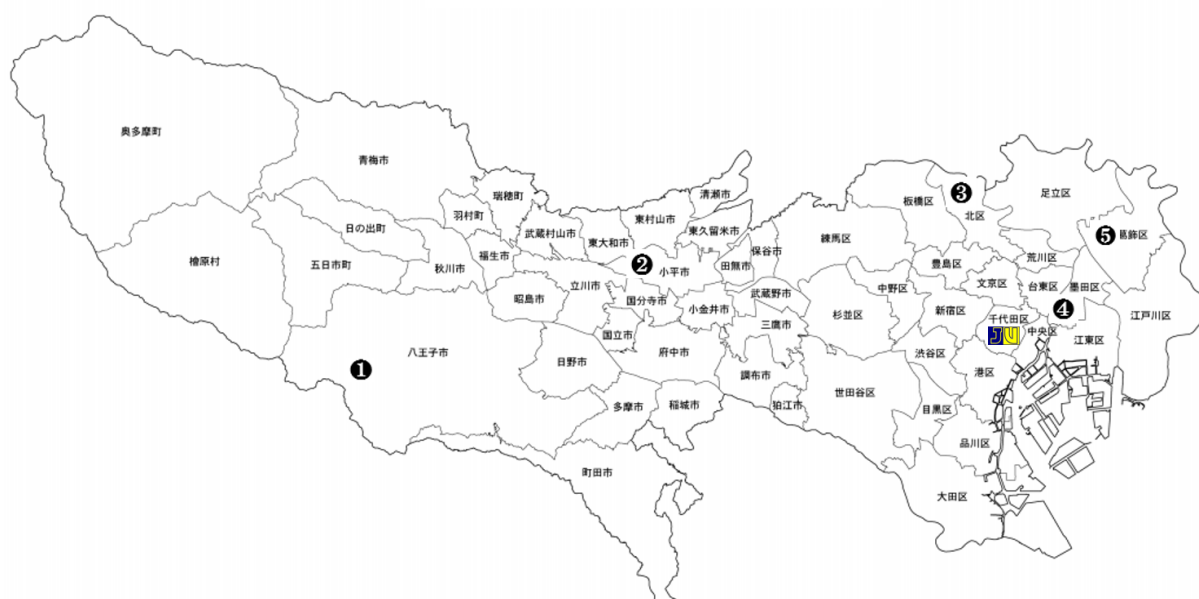 奥多摩町
青梅市
瑞穂町
清瀬市
羽村町
日の出町
武蔵村山市
東大和市
東村山市
東久留米市
檜原村
五日市町
秋川市
福生市
❷
小平市
田無市
保谷市
練馬区
板橋区
❸
北区
足立区
❺
葛飾区
昭島市
立川市
国分寺市
小金井市
武蔵野市
三鷹市
国立市
府中市
杉並区
中野区
豊島区
文京区
荒川区
台東区
墨田区
❹
新宿区
千代田区
JU
中央区
江東区
江戸川区
❶
八王子市
日野市
多摩市
稲城市
調布市
狛江市
世田谷区
渋谷区
港区
目黒区
品川区
大田区
町田市